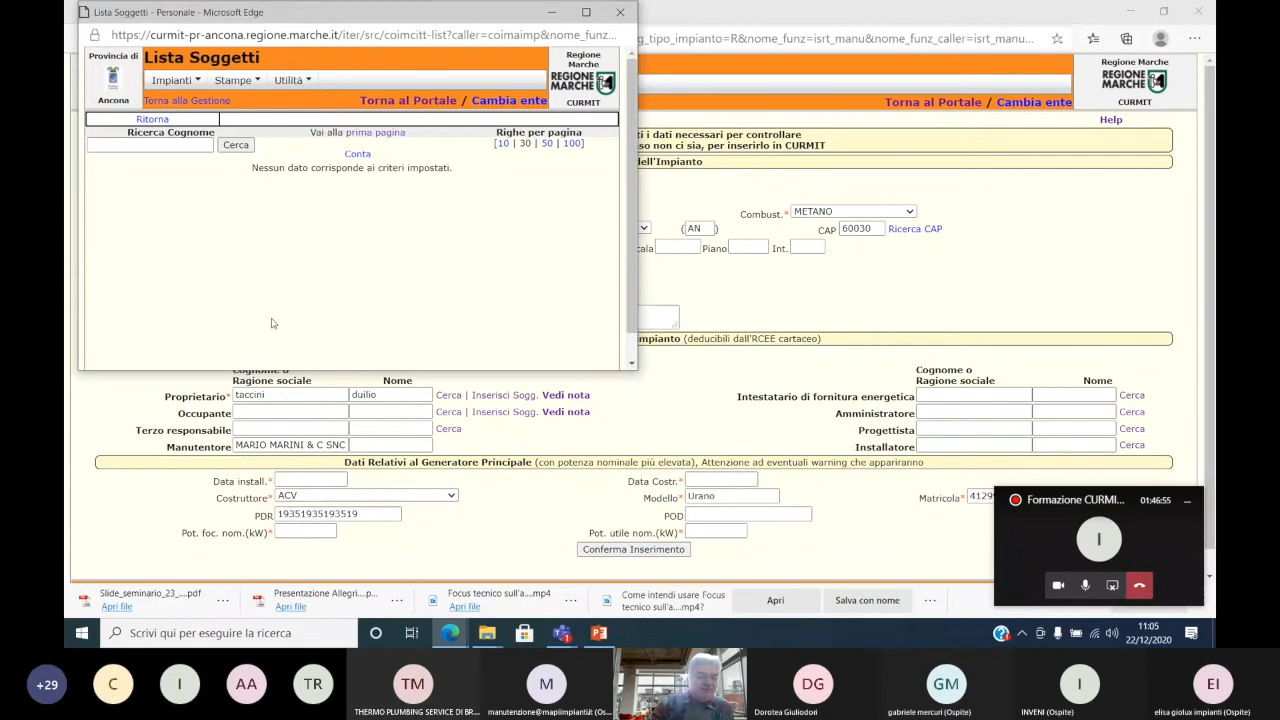 Lista Soggetti - Personale - Microsoft Edge
https://curmit-pr-ancona.regione.marche.it/iter/src/coimcitt-list?caller=coimaimp&nome_funz...
g_tipo_impianto=R&nome_funz=isrt_manu&nome_funz_caller=isrt_manu...
Provincia di
Ancona
Lista Soggetti
Impianti Stampe Utilità
Torna alla Gestione
Torna al Portale / Cambia ente
Regione
Marche
REGIONE
MARCHE
CURMIT
Regione Marche
REGIONE
MARCHE
CURMIT
Torna al Portale / Cambia ente
Ritorna
Ricerca Cognome
Cerca
Vai alla prima pagina
Righe per pagina
[10 | 30 | 50 | 100]
Conta
Nessun dato corrisponde ai criteri impostati.
Help
ti i dati necessari per controllare
so non ci sia, per inserirlo in CURMIT
dell'Impianto
Combust.* METANO
(AN) CAP 60030 Ricerca CAP
cala Piano Int.
mpianto (deducibili dall'RCEE cartaceo)
Cognome o
Ragione sociale Nome
Proprietario* taccini duilio Cerca | Inserisci Sogg. Vedi nota
Occupante Cerca | Inserisci Sogg. Vedi nota
Terzo responsabile Cerca
Manutentore MARIO MARINI & C SNC
Cognome o
Ragione sociale Nome
Intestatario di fornitura energetica Cerca
Amministratore Cerca
Progettista Cerca
Installatore Cerca
Dati Relativi al Generatore Principale (con potenza nominale più elevata), Attenzione ad eventuali warning che appariranno
Data install.* Data Costr.*
Costruttore* ACV Modello* Urano Matricola* 4129
PDR 19351935193519 POD
Pot. foc. nom.(kW)* Pot. utile nom.(kW)*
Conferma Inserimento
Formazione CURMI... 01:46:55
I
Slide_seminario_23_....pdf
Apri file
Presentazione Allegri....p...
Apri file
Focus tecnico sull'a....mp4
Apri file
Come intendi usare Focus
tecnico sull'a....mp4?
Apri
Salva con nome
Scrivi qui per eseguire la ricerca
11:05
22/12/2020
+29 C I AA TR TM M DG GM I EI
THERMO PLUMBING SERVICE DI BR... manutenzione@mapiimpianti.it (Os... Dorotea Giuliodori gabriele mercuri (Ospite) INVENI (Ospite) elisa gioiux impianti (Ospite)